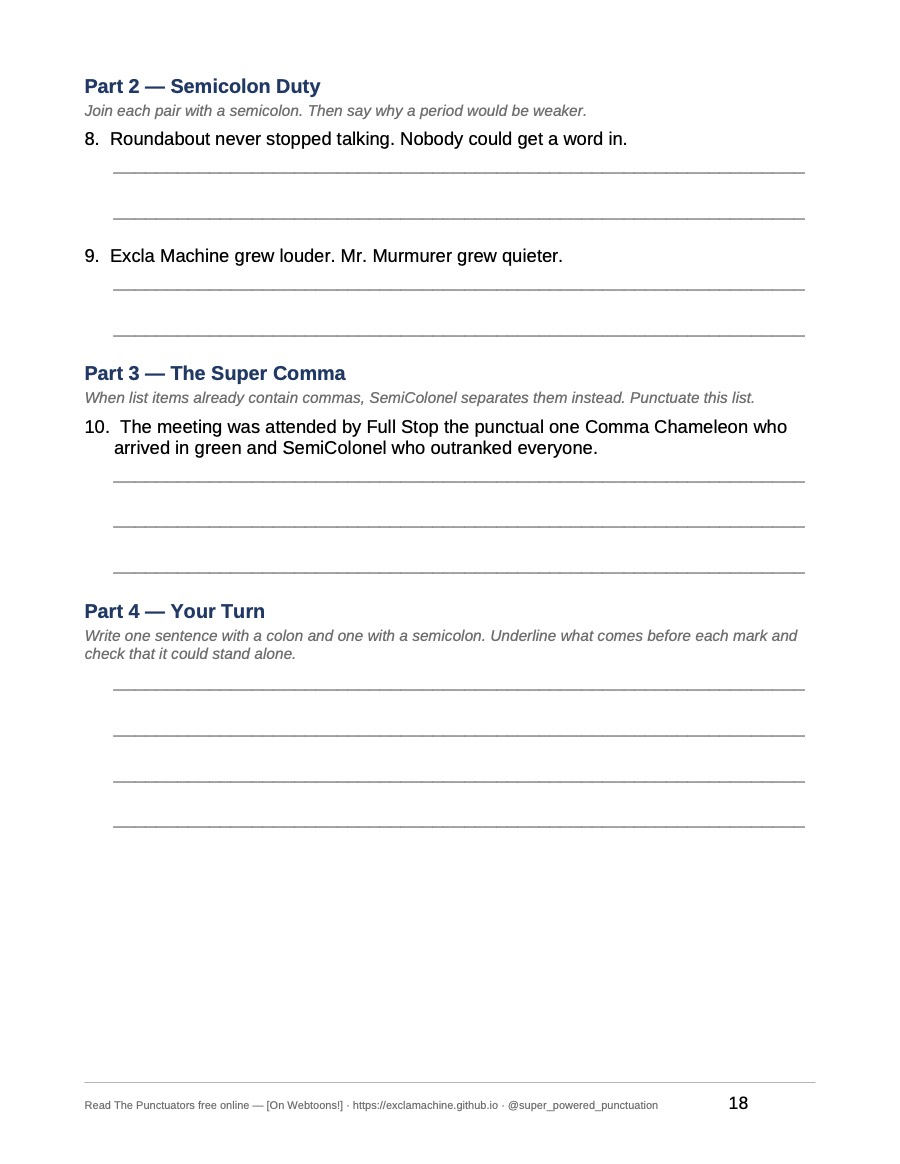 Part 2 — Semicolon Duty
Join each pair with a semicolon. Then say why a period would be weaker.
8. Roundabout never stopped talking. Nobody could get a word in.
9. Excla Machine grew louder. Mr. Murmurer grew quieter.
Part 3 — The Super Comma
When list items already contain commas, SemiColonel separates them instead. Punctuate this list.
10. The meeting was attended by Full Stop the punctual one Comma Chameleon who
arrived in green and SemiColonel who outranked everyone.
Part 4 — Your Turn
Write one sentence with a colon and one with a semicolon. Underline what comes before each mark and
check that it could stand alone.
Read The Punctuators free online — [On Webtoons!] · https://exclamachine.github.io · @super_powered_punctuation 18